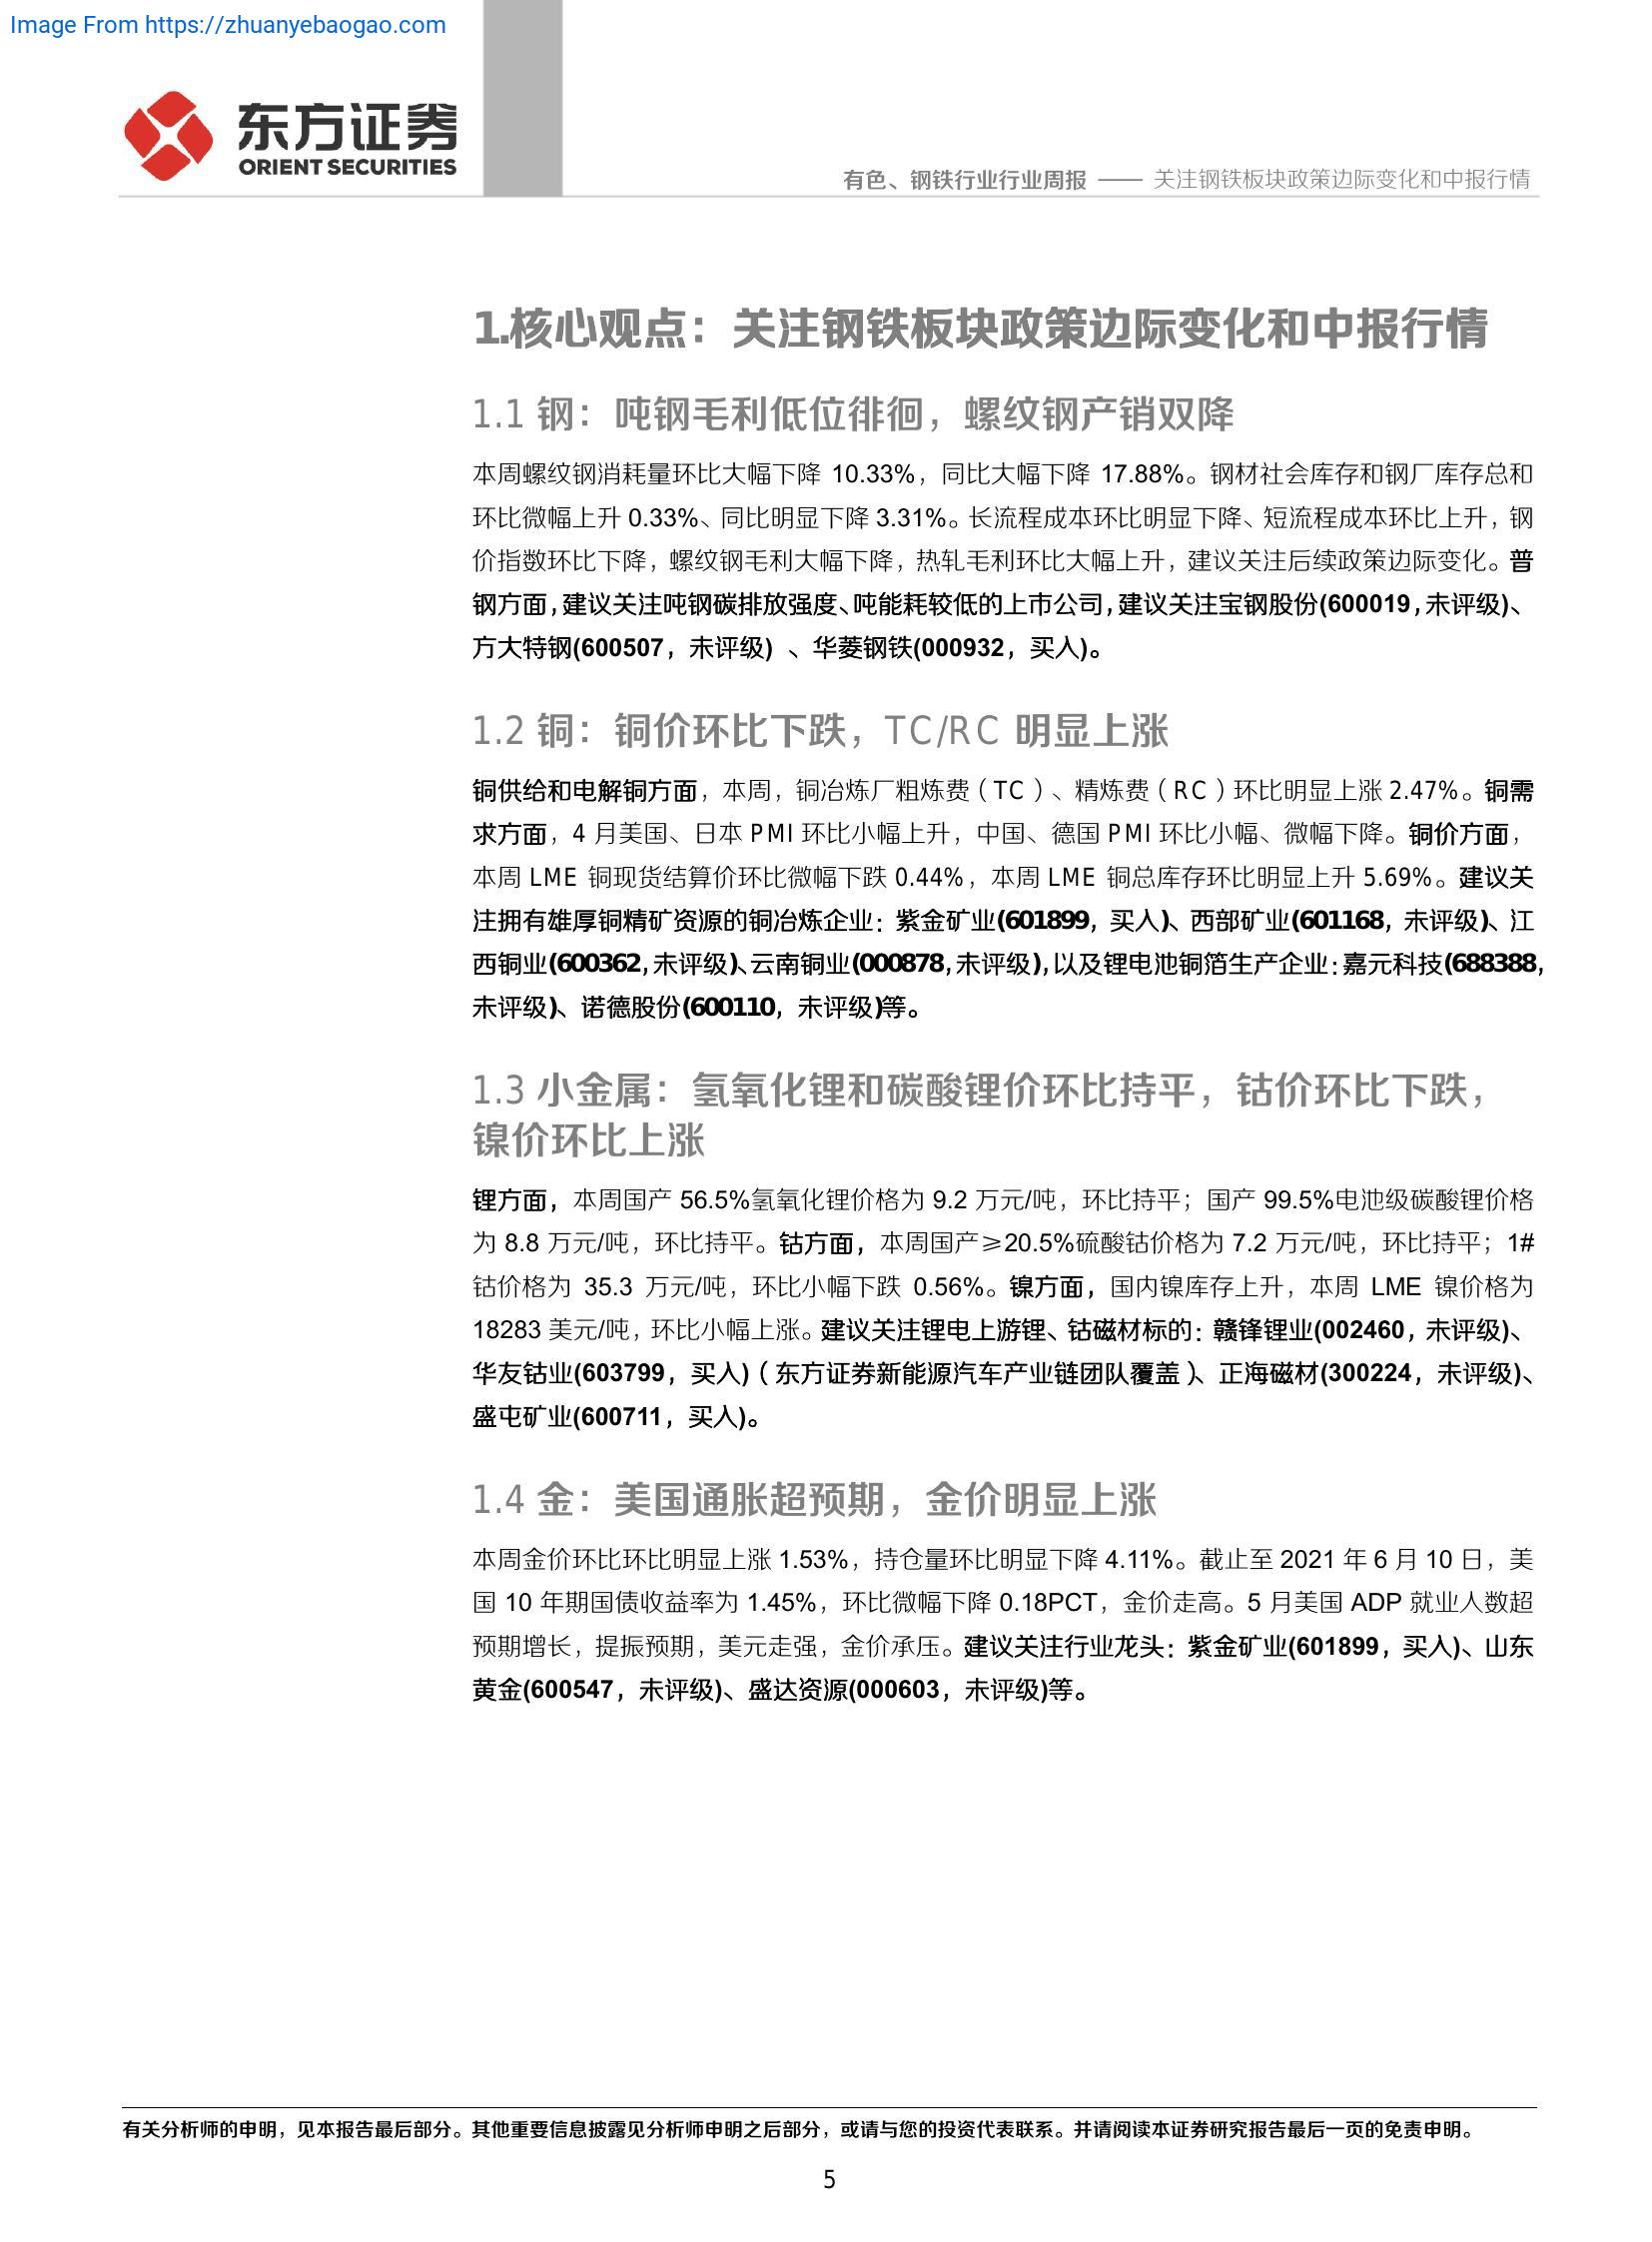 Image From https://zhuanyebaogao.com
东方证券
ORIENT SECURITIES
有色、钢铁行业行业周报 —— 关注钢铁板块政策边际变化和中报行情
1.核心观点：关注钢铁板块政策边际变化和中报行情
1.1 钢：吨钢毛利低位徘徊，螺纹钢产销双降
本周螺纹钢消耗量环比大幅下降 10.33%，同比大幅下降 17.88%。钢材社会库存和钢厂库存总和
环比微幅上升 0.33%、同比明显下降 3.31%。长流程成本环比明显下降、短流程成本环比上升，钢
价指数环比下降，螺纹钢毛利大幅下降，热轧毛利环比大幅上升，建议关注后续政策边际变化。普
钢方面，建议关注吨钢碳排放强度、吨能耗较低的上市公司，建议关注宝钢股份(600019，未评级)、
方大特钢(600507，未评级) 、华菱钢铁(000932，买入)。
1.2 铜：铜价环比下跌，TC/RC 明显上涨
铜供给和电解铜方面，本周，铜冶炼厂粗炼费（TC）、精炼费（RC）环比明显上涨 2.47%。铜需
求方面，4 月美国、日本 PMI 环比小幅上升，中国、德国 PMI 环比小幅、微幅下降。铜价方面，
本周 LME 铜现货结算价环比微幅下跌 0.44%，本周 LME 铜总库存环比明显上升 5.69%。建议关
注拥有雄厚铜精矿资源的铜冶炼企业：紫金矿业(601899，买入)、西部矿业(601168，未评级)、江
西铜业(600362，未评级)、云南铜业(000878，未评级)，以及锂电池铜箔生产企业：嘉元科技(688388，
未评级)、诺德股份(600110，未评级)等。
1.3 小金属：氢氧化锂和碳酸锂价环比持平，钴价环比下跌，
镍价环比上涨
锂方面，本周国产 56.5%氢氧化锂价格为 9.2 万元/吨，环比持平；国产 99.5%电池级碳酸锂价格
为 8.8 万元/吨，环比持平。钴方面，本周国产≥20.5%硫酸钴价格为 7.2 万元/吨，环比持平；1#
钴价格为 35.3 万元/吨，环比小幅下跌 0.56%。镍方面，国内镍库存上升，本周 LME 镍价格为
18283 美元/吨，环比小幅上涨。建议关注锂电上游锂、钴磁材标的：赣锋锂业(002460，未评级)、
华友钴业(603799，买入)（东方证券新能源汽车产业链团队覆盖）、正海磁材(300224，未评级)、
盛屯矿业(600711，买入)。
1.4 金：美国通胀超预期，金价明显上涨
本周金价环比环比明显上涨 1.53%，持仓量环比明显下降 4.11%。截止至 2021 年 6 月 10 日，美
国 10 年期国债收益率为 1.45%，环比微幅下降 0.18PCT，金价走高。5 月美国 ADP 就业人数超
预期增长，提振预期，美元走强，金价承压。建议关注行业龙头：紫金矿业(601899，买入)、山东
黄金(600547，未评级)、盛达资源(000603，未评级)等。
有关分析师的申明，见本报告最后部分。其他重要信息披露见分析师申明之后部分，或请与您的投资代表联系。并请阅读本证券研究报告最后一页的免责申明。
5